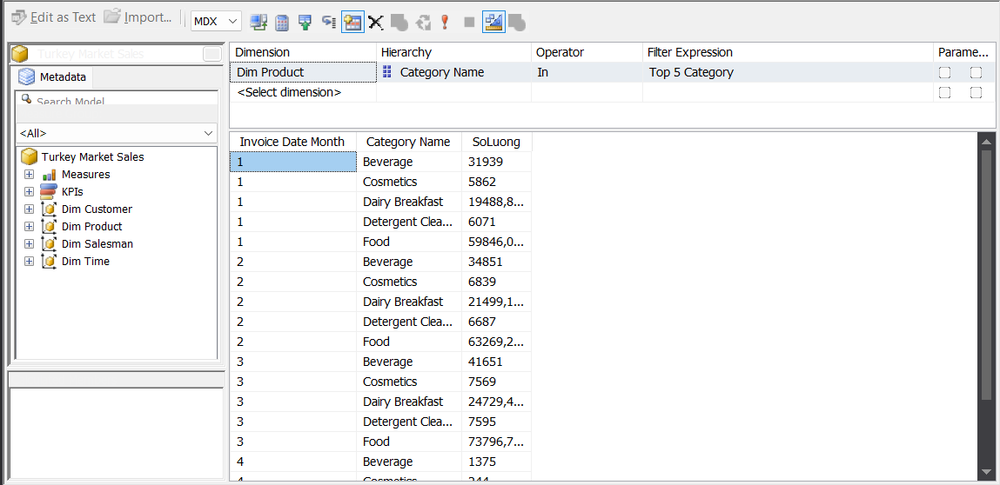 Edit as Text Import... MDX
Turkey Market Sales
Metadata
Search Model
<All>
Turkey Market Sales
Measures
KPIs
Dim Customer
Dim Product
Dim Salesman
Dim Time
Dimension Hierarchy Operator Filter Expression Parame...
Dim Product Category Name In Top 5 Category
<Select dimension>
Invoice Date Month Category Name SoLuong
1 Beverage 31939
1 Cosmetics 5862
1 Dairy Breakfast 19488,8...
1 Detergent Clea... 6071
1 Food 59846,0...
2 Beverage 34851
2 Cosmetics 6839
2 Dairy Breakfast 21499,1...
2 Detergent Clea... 6687
2 Food 63269,2...
3 Beverage 41651
3 Cosmetics 7569
3 Dairy Breakfast 24729,4...
3 Detergent Clea... 7595
3 Food 73796,7...
4 Beverage 1375
4 Cosmetics 244